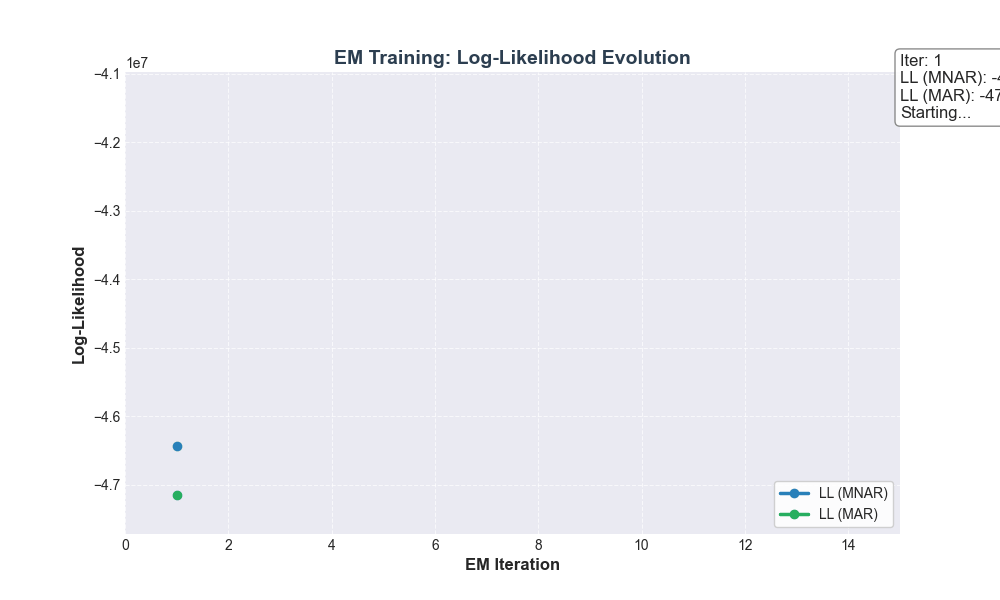 EM Training: Log-Likelihood Evolution
1e7
Iter: 1
LL (MNAR): -4
LL (MAR): -47
Starting...
−4.1
−4.2
−4.3
−4.4
−4.5
−4.6
−4.7
Log-Likelihood
LL (MNAR)
LL (MAR)
0 2 4 6 8 10 12 14
EM Iteration